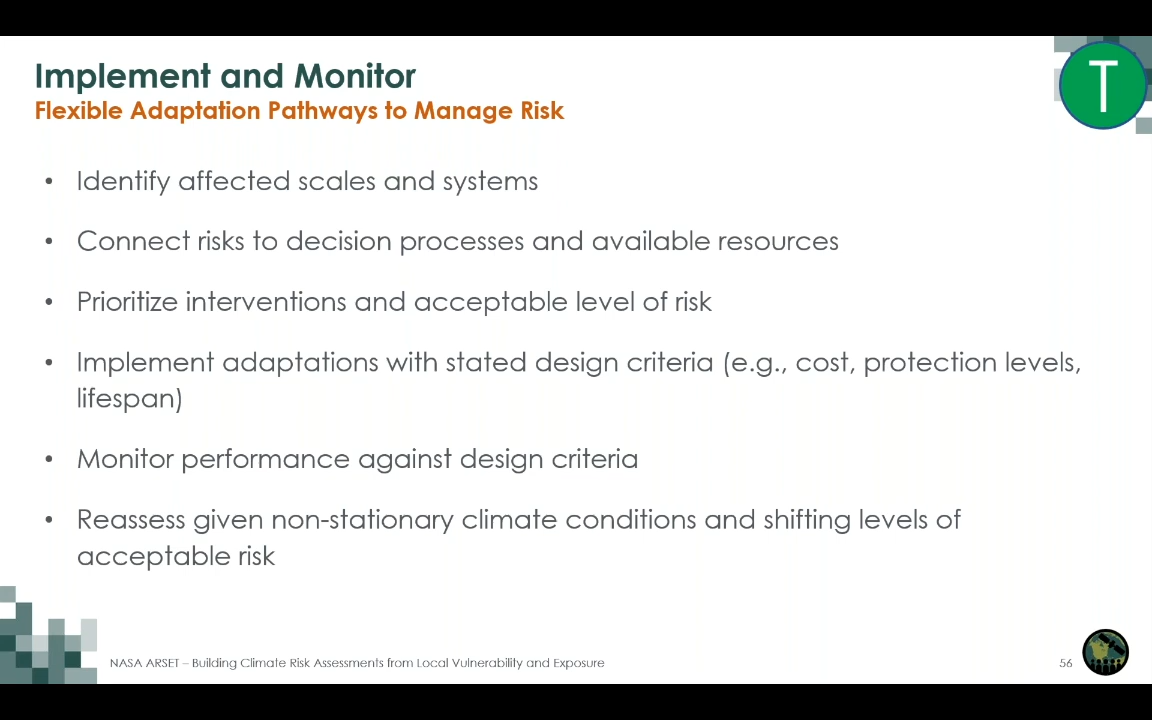 Implement and Monitor
Flexible Adaptation Pathways to Manage Risk
T
• Identify affected scales and systems
• Connect risks to decision processes and available resources
• Prioritize interventions and acceptable level of risk
• Implement adaptations with stated design criteria (e.g., cost, protection levels,
lifespan)
• Monitor performance against design criteria
• Reassess given non-stationary climate conditions and shifting levels of
acceptable risk
NASA ARSET – Building Climate Risk Assessments from Local Vulnerability and Exposure
56